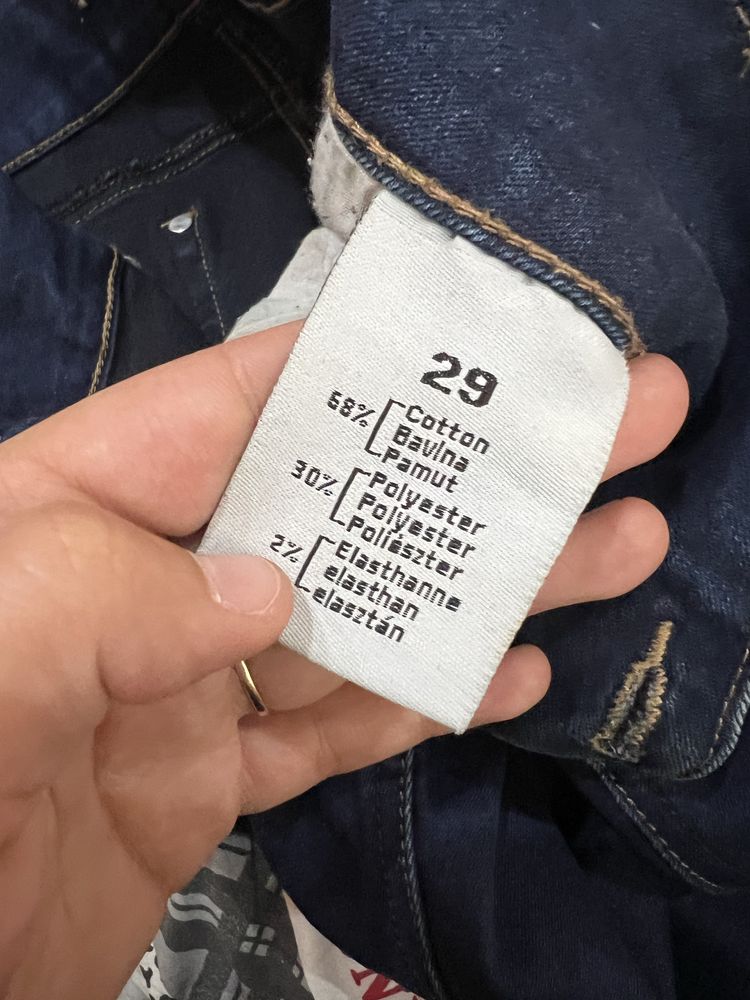 29
68% Cotton
Bavlna
Pamut
30% Polyester
Polyester
Poliészter
2% Elasthanne
elasthan
elasztán